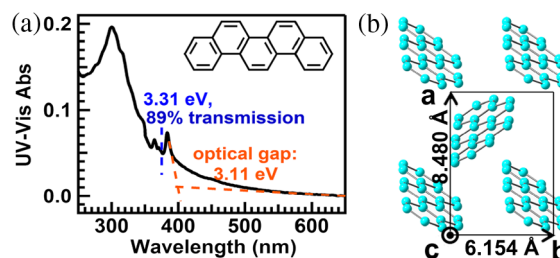 (a)
0.2
0.1
0.0
UV-Vis Abs
3.31 eV,
89% transmission
optical gap:
3.11 eV
300
400
500
600
Wavelength (nm)
(b)
a
8.480 Å
c
6.154 Å
b